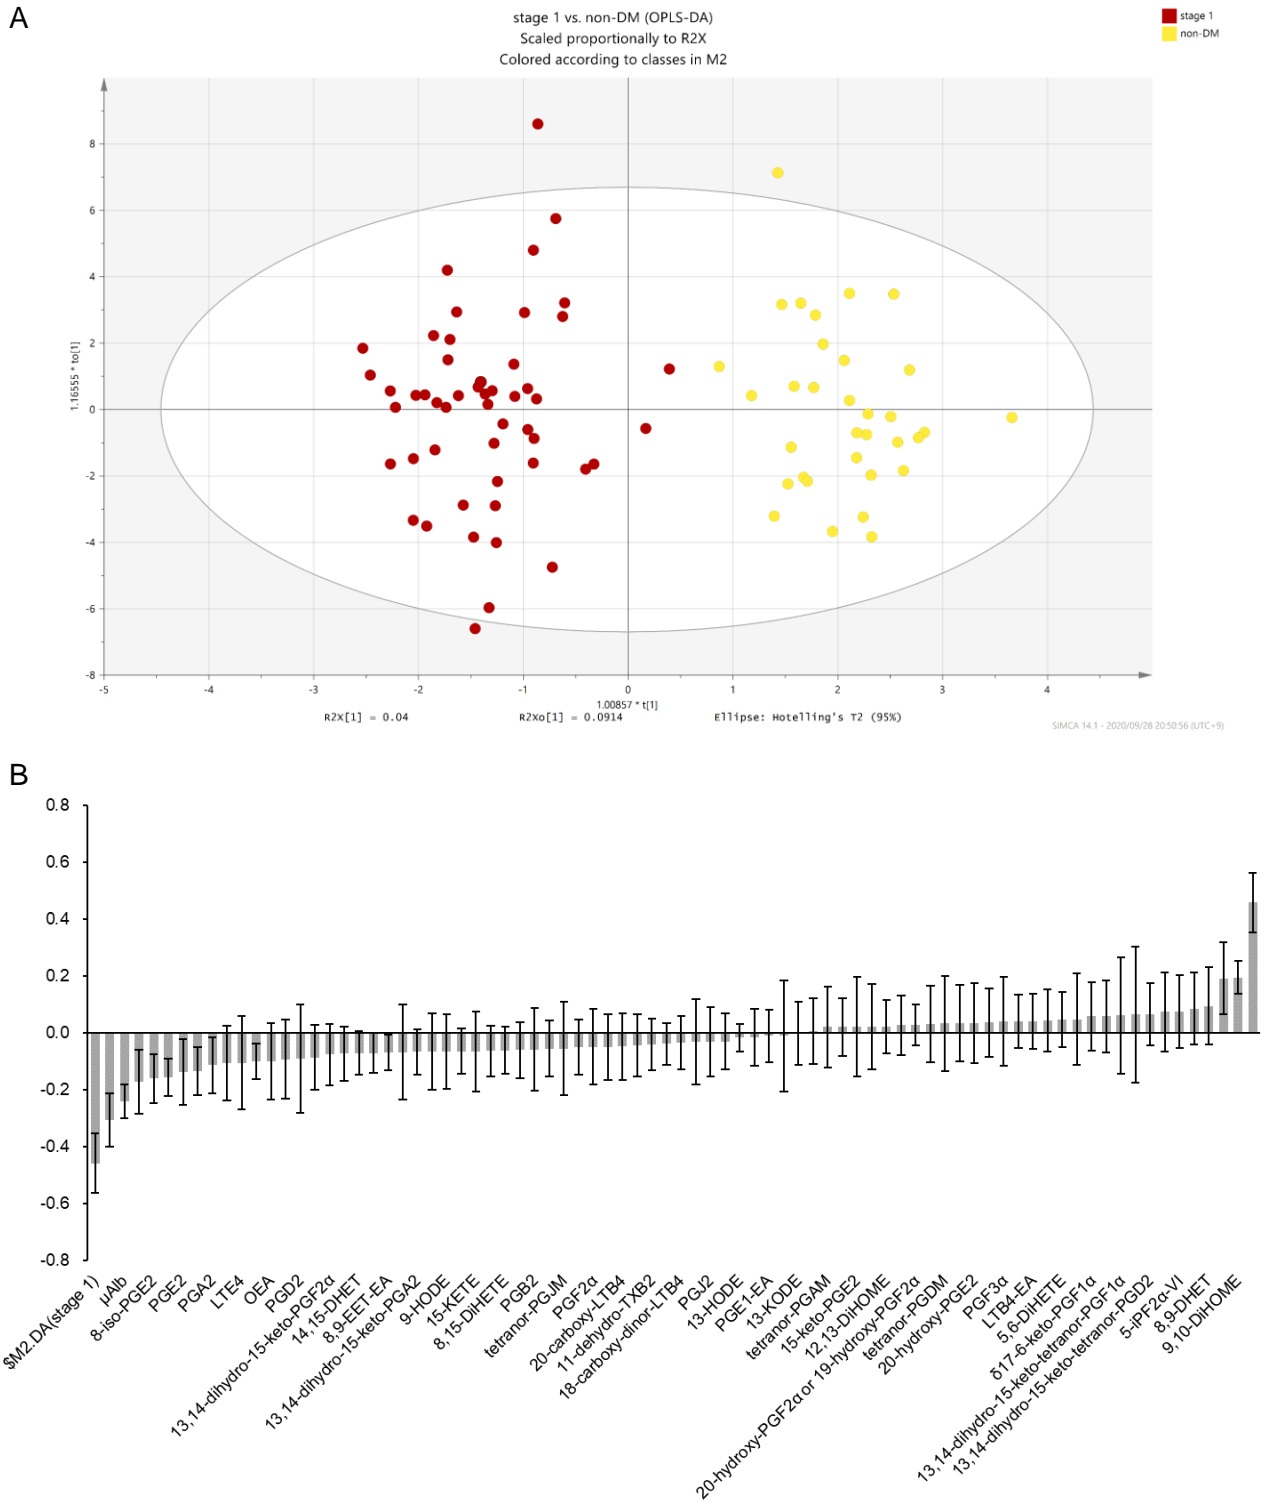 A
stage 1 vs. non-DM (OPLS-DA)
Scaled proportionally to R2X
Colored according to classes in M2
stage 1
non-DM
8
6
4
2
0
-2
-4
-6
-8
1.16555 * to[1]
-5 -4 -3 -2 -1 0 1 2 3 4
1.00857 * t[1]
R2X[1] = 0.04 R2Xo[1] = 0.0914 Ellipse: Hotelling's T2 (95%)
SIMCA 14.1 - 2020/09/28 20:50:56 (UTC+9)
B
0.8
0.6
0.4
0.2
0.0
-0.2
-0.4
-0.6
-0.8
$M2.DA(stage 1)
μAlb
8-iso-PGE2
PGE2
PGA2
LTE4
OEA
PGD2
13,14-dihydro-15-keto-PGF2α
14,15-DHET
8,9-EET-EA
13,14-dihydro-15-keto-PGA2
9-HODE
15-KETE
8,15-DiHETE
PGB2
tetranor-PGJM
PGF2α
20-carboxy-LTB4
11-dehydro-TXB2
18-carboxy-dinor-LTB4
PGJ2
13-HODE
PGE1-EA
13-KODE
tetranor-PGAM
15-keto-PGE2
12,13-DiHOME
20-hydroxy-PGF2α or 19-hydroxy-PGF2α
tetranor-PGDM
20-hydroxy-PGE2
PGF3α
LTB4-EA
5,6-DiHETE
δ17-6-keto-PGF1α
13,14-dihydro-15-keto-tetranor-PGF1α
13,14-dihydro-15-keto-tetranor-PGD2
5-iPF2α-VI
8,9-DHET
9,10-DiHOME